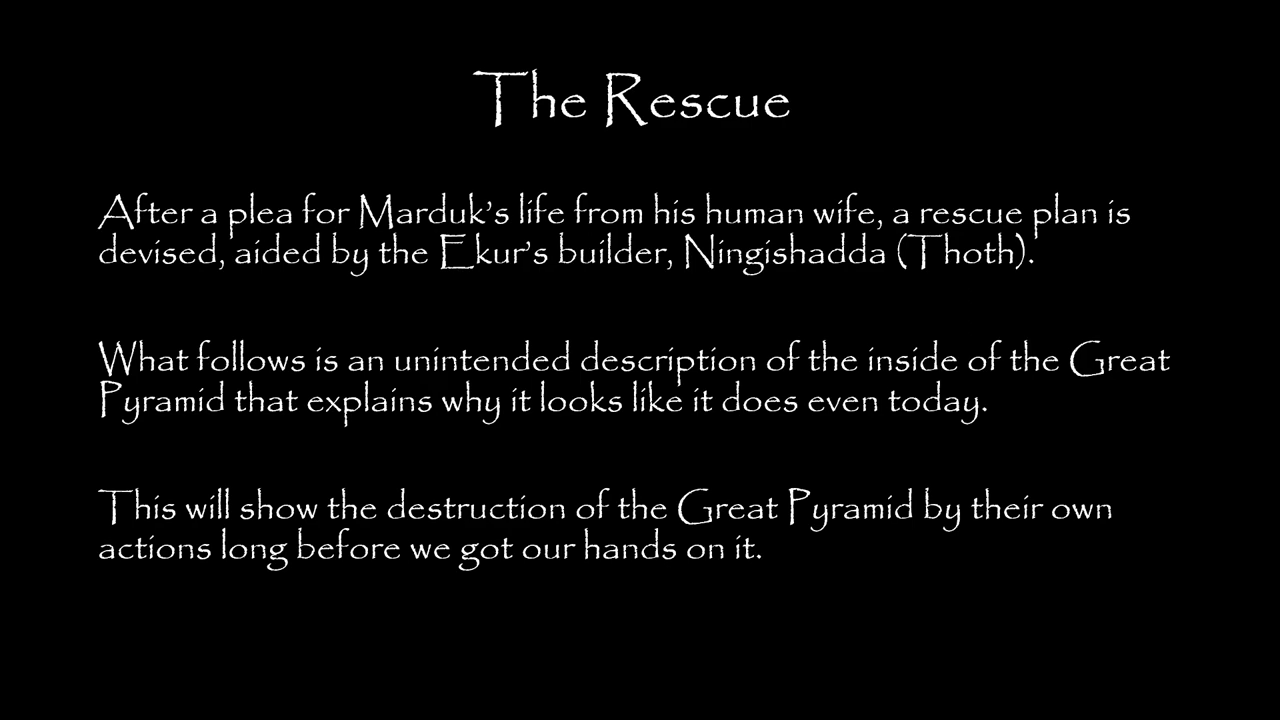 The Rescue
After a plea for Marduk's life from his human wife, a rescue plan is
devised, aided by the Ekur's builder, Ningishadda (Thoth).
What follows is an unintended description of the inside of the Great
Pyramid that explains why it looks like it does even today.
This will show the destruction of the Great Pyramid by their own
actions long before we got our hands on it.